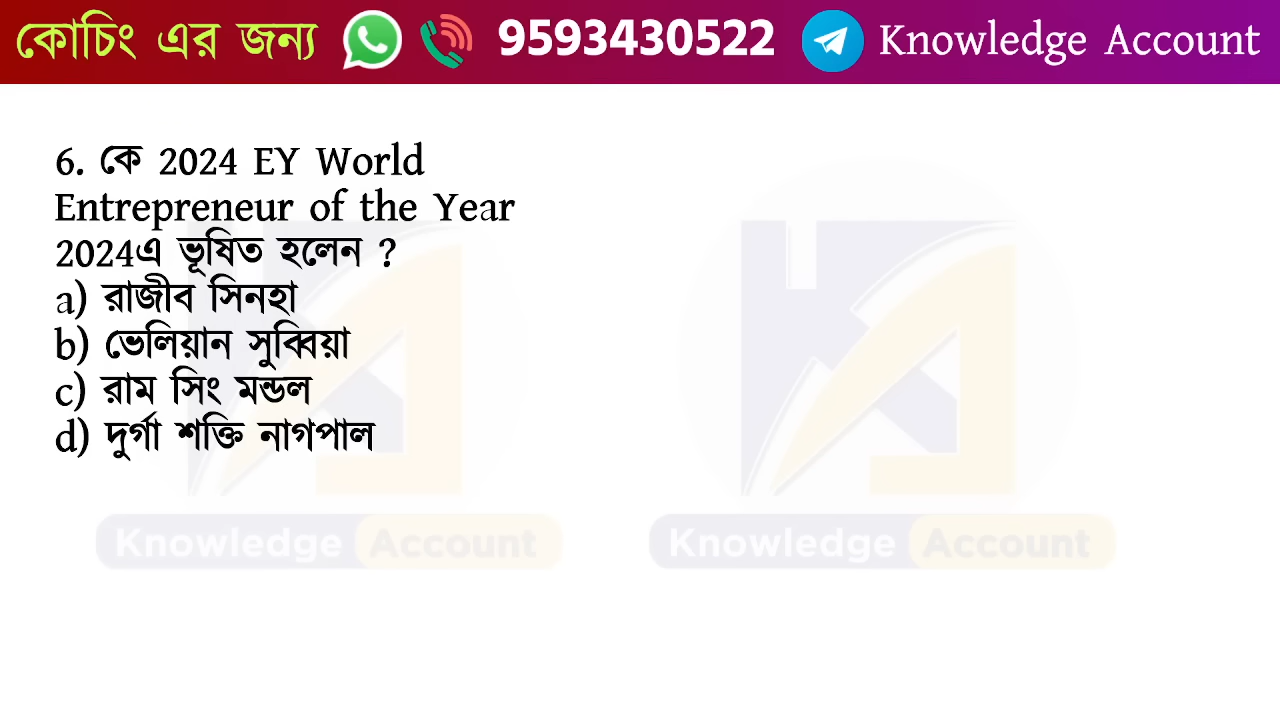 কোচিং এর জন্য 9593430522 Knowledge Account
6. কে 2024 EY World
Entrepreneur of the Year
2024এ ভূষিত হলেন ?
a) রাজীব সিনহা
b) ভেলিয়ান সুব্বিয়া
c) রাম সিং মন্ডল
d) দুর্গা শক্তি নাগপাল
Knowledge Account
Knowledge Account